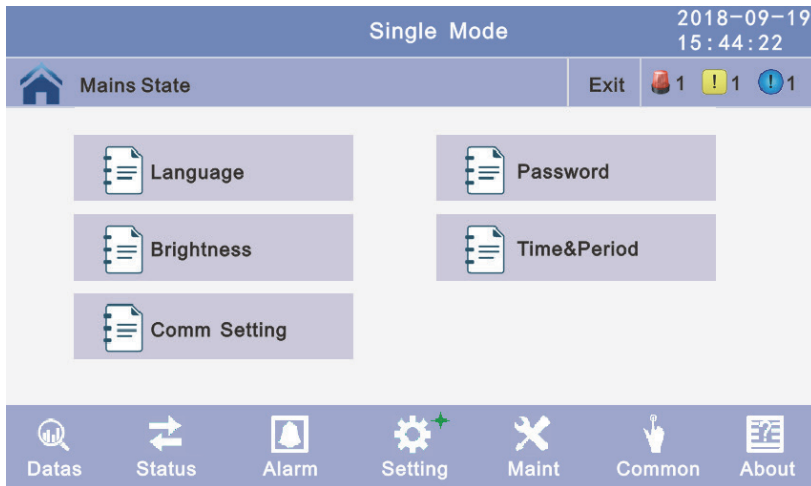 Single Mode
2018-09-19
15:44:22
Mains State
Exit
1
! 1
! 1
Language
Password
Brightness
Time&Period
Comm Setting
Datas
Status
Alarm
Setting
Maint
Common
?
About